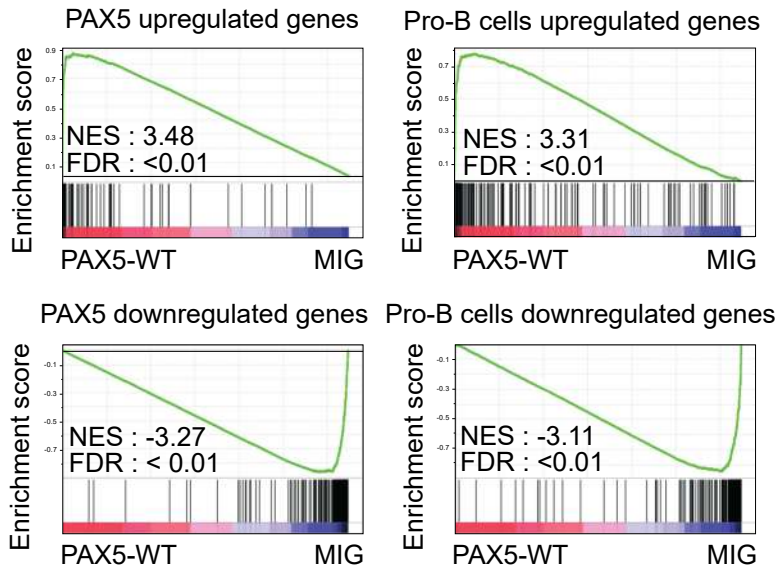 PAX5 upregulated genes
Enrichment score
0.9
0.7
0.5
0.3
0.1
NES : 3.48
FDR : <0.01
PAX5-WT MIG
Pro-B cells upregulated genes
Enrichment score
0.7
0.5
0.3
0.1
NES : 3.31
FDR : <0.01
PAX5-WT MIG
PAX5 downregulated genes
Enrichment score
-0.1
-0.3
-0.5
-0.7
NES : -3.27
FDR : < 0.01
PAX5-WT MIG
Pro-B cells downregulated genes
Enrichment score
-0.1
-0.3
-0.5
-0.7
NES : -3.11
FDR : <0.01
PAX5-WT MIG